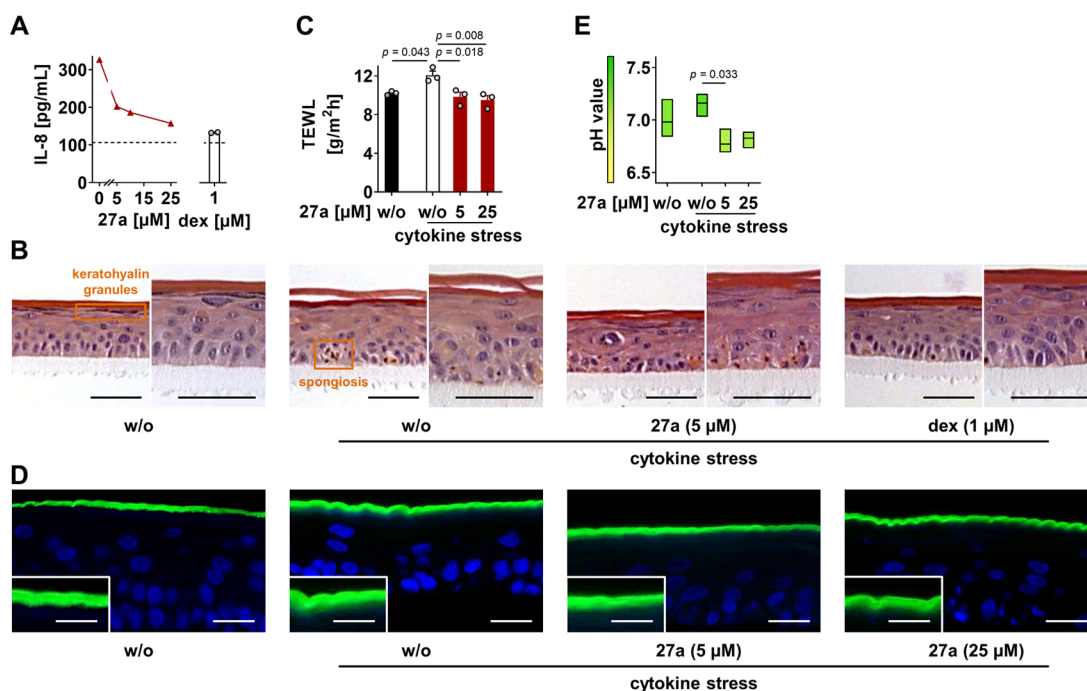 A
IL-8 [pg/mL]
300
200
100
0
0 5 15 25
1
27a [µM] dex [µM]
C
p = 0.008
p = 0.043
p = 0.018
TEWL
[g/m²h]
12
8
4
0
27a [µM] w/o w/o 5 25
cytokine stress
E
pH value
7.5
7.0
6.5
p = 0.033
27a [µM] w/o w/o 5 25
cytokine stress
B
keratohyalin
granules
spongiosis
w/o
w/o
27a (5 µM)
dex (1 µM)
cytokine stress
D
w/o
w/o
27a (5 µM)
27a (25 µM)
cytokine stress